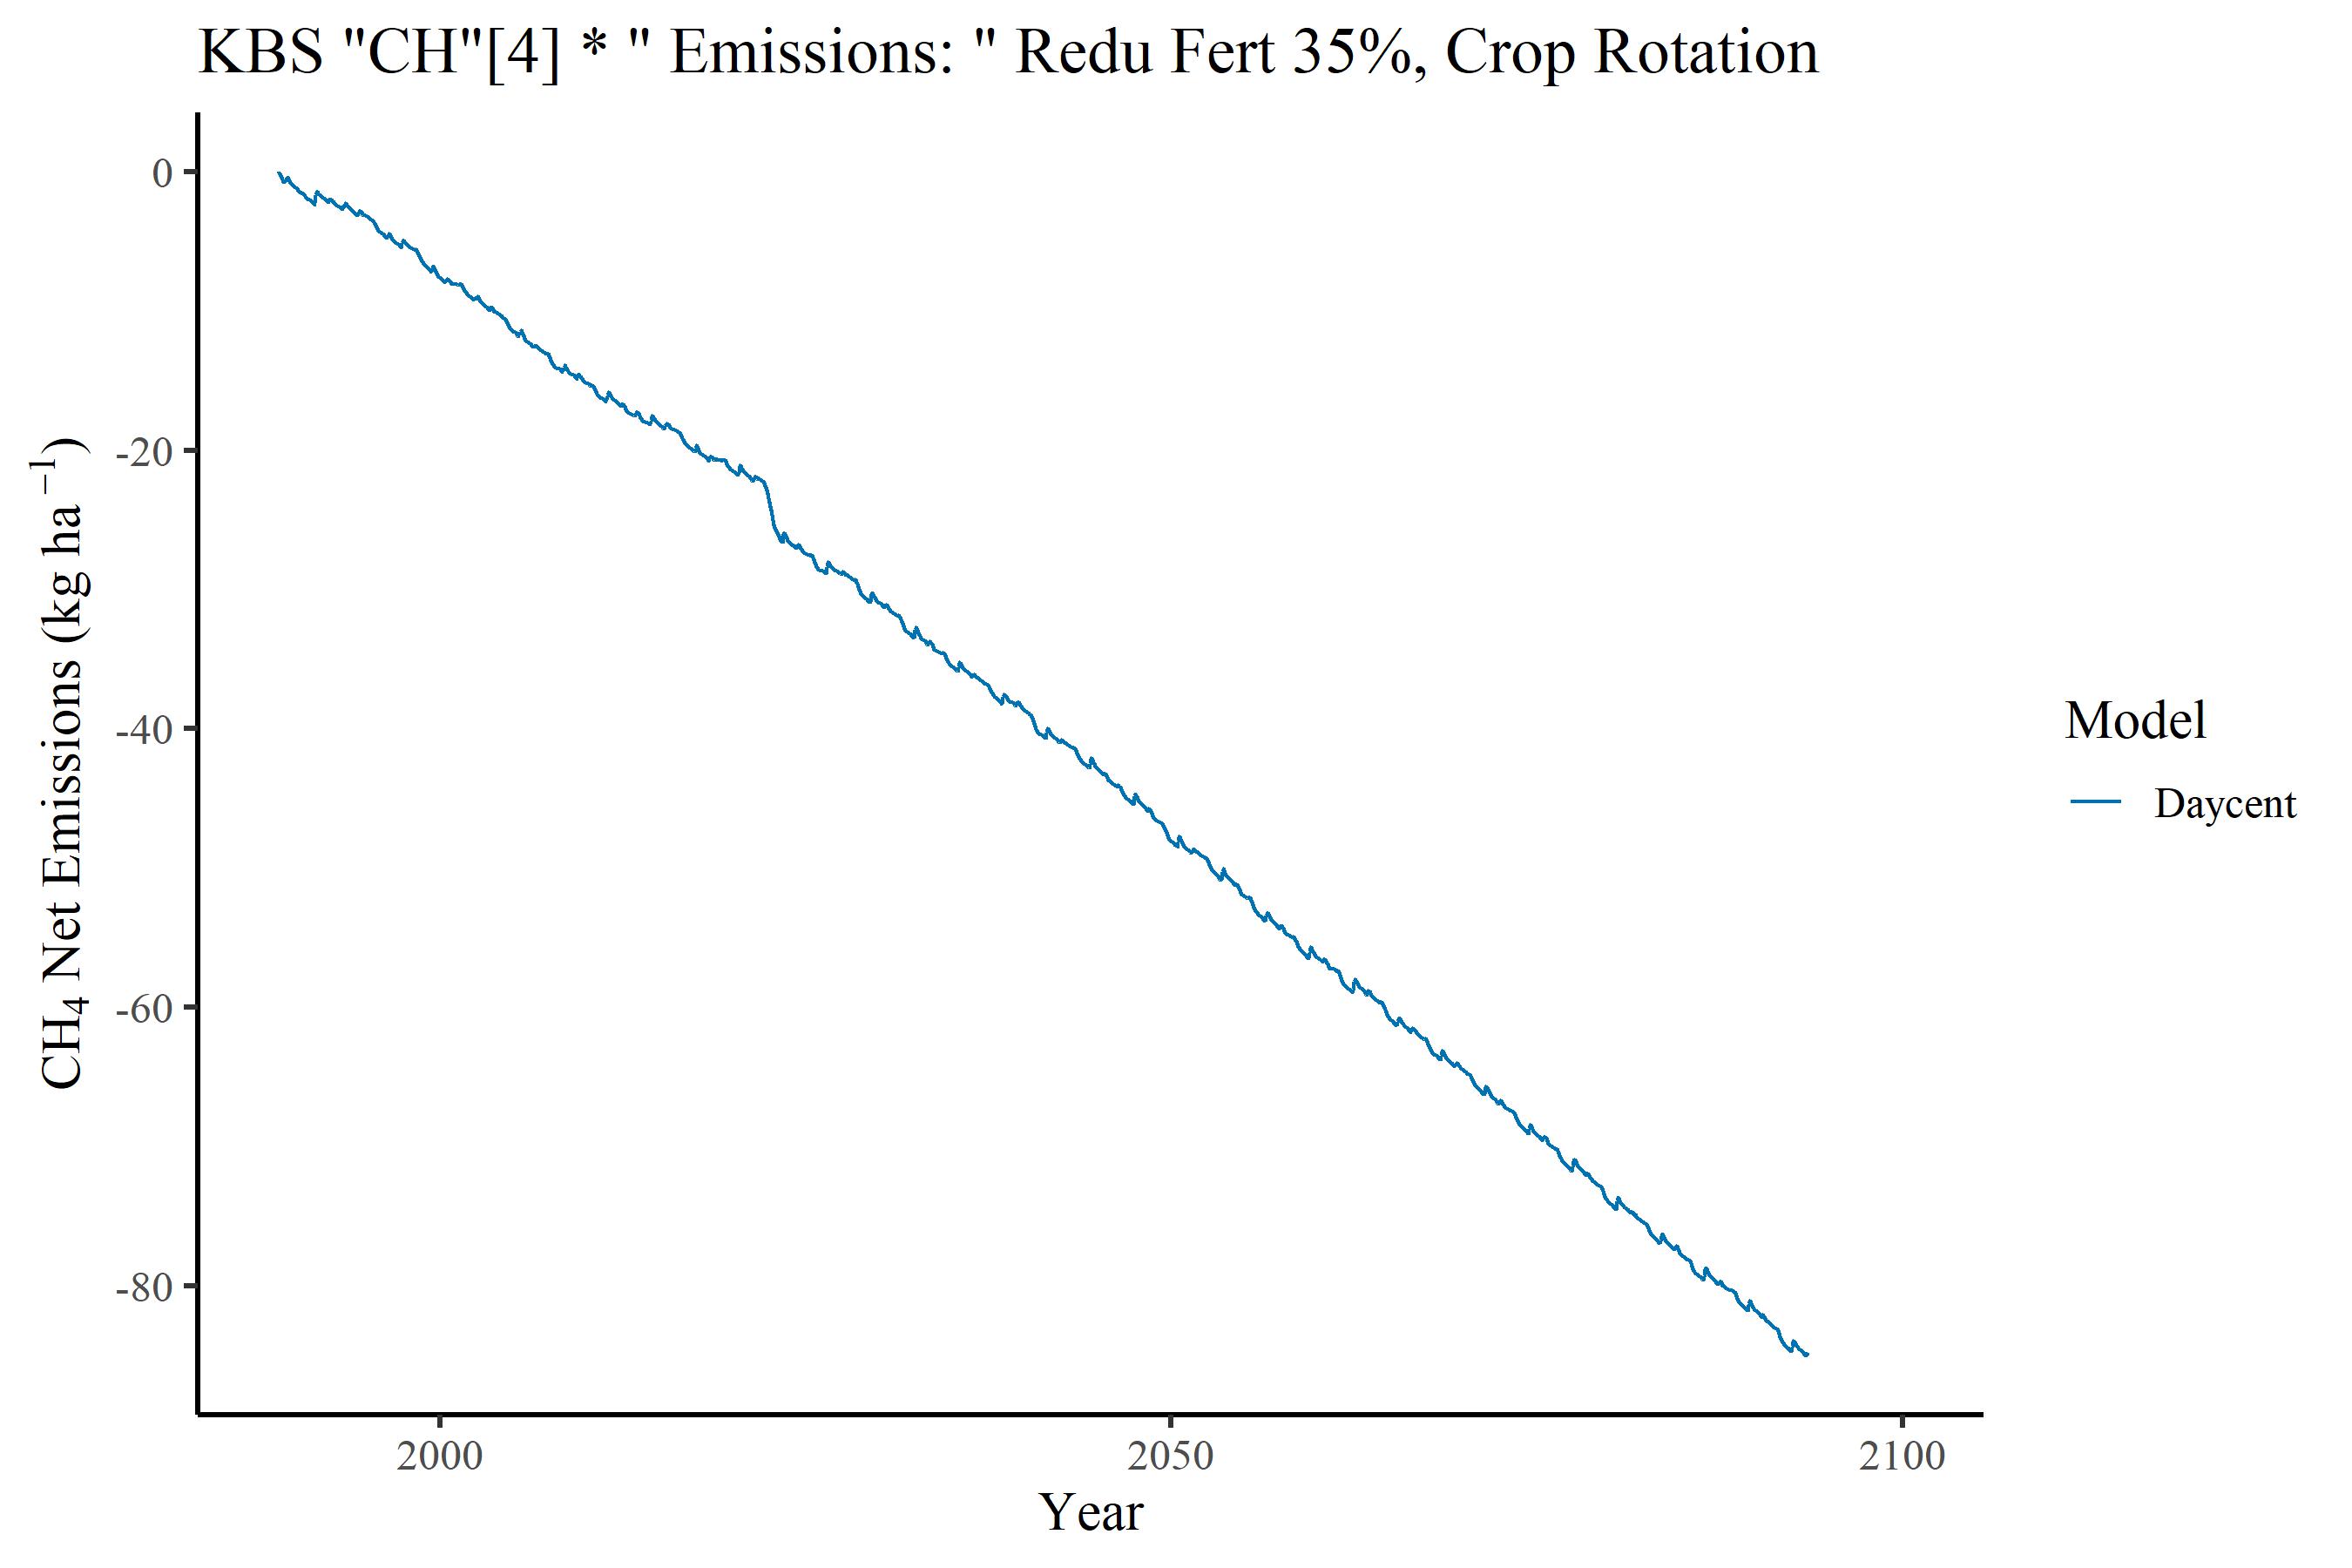 KBS "CH"[4] * " Emissions: " Redu Fert 35%, Crop Rotation
CH₄ Net Emissions (kg ha ⁻¹)
0
-20
-40
-60
-80
2000 2050 2100
Year
Model
Daycent